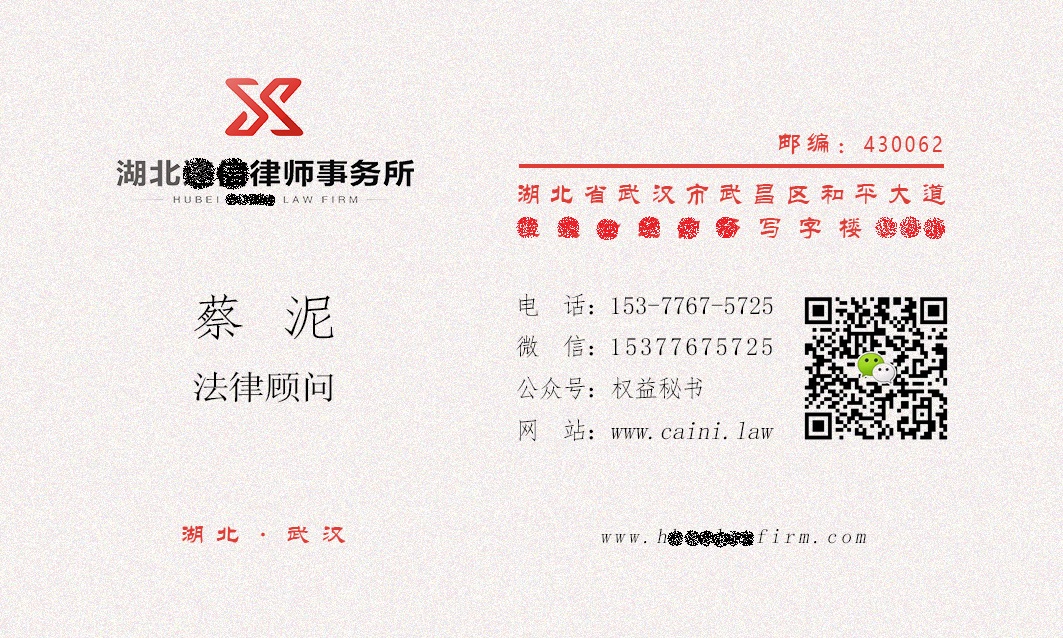 湖北律师事务所
HUBEI LAW FIRM
蔡 泥
法律顾问
湖北·武汉
邮编：430062
湖北省武汉市武昌区和平大道
写字楼
电 话：153-7767-5725
微 信：15377675725
公众号：权益秘书
网 站：www.caini.law
www.h firm.com